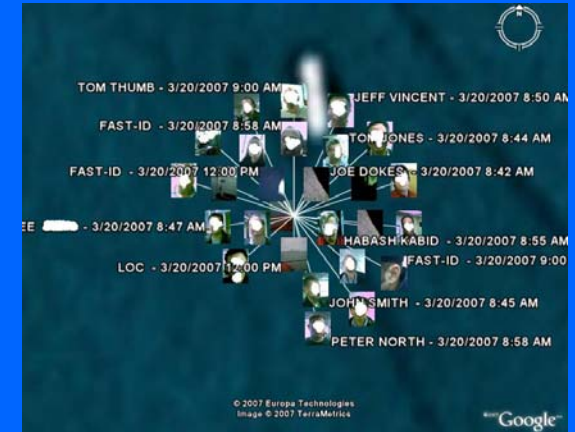 N
TOM THUMB - 3/20/2007 9:00 AM
JEFF VINCENT - 3/20/2007 8:50 AM
FAST-ID - 3/20/2007 8:58 AM
TOM JONES - 3/20/2007 8:44 AM
FAST-ID - 3/20/2007 12:00 PM
JOE DOKES - 3/20/2007 8:42 AM
EE - 3/20/2007 8:47 AM
HABASH KABID - 3/20/2007 8:55 AM
FAST-ID - 3/20/2007 9:00
LOC - 3/20/2007 12:00 PM
JOHN SMITH - 3/20/2007 8:45 AM
PETER NORTH - 3/20/2007 8:58 AM
© 2007 Europa Technologies
Image © 2007 TerraMetrics
Google